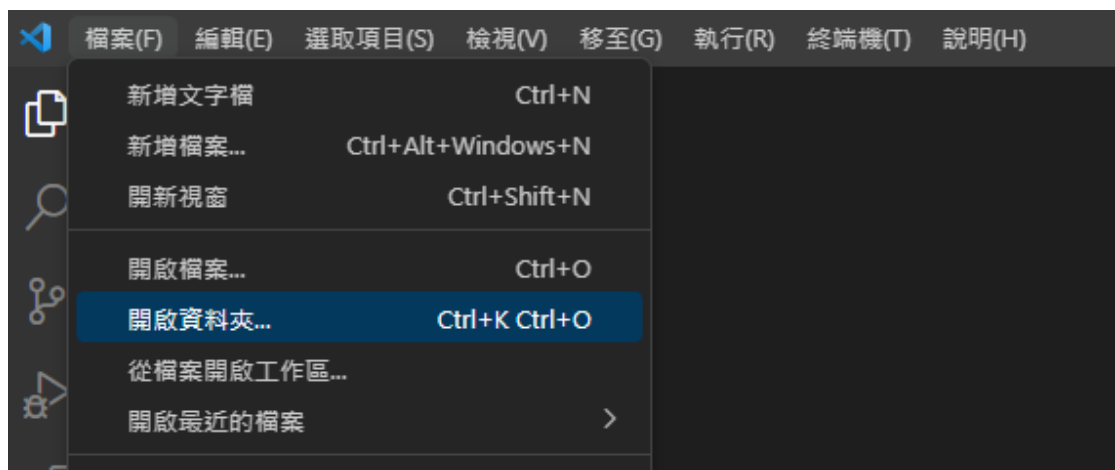 檔案(F) 編輯(E) 選取項目(S) 檢視(V) 移至(G) 執行(R) 終端機(T) 說明(H)
新增文字檔 Ctrl+N
新增檔案... Ctrl+Alt+Windows+N
開新視窗 Ctrl+Shift+N
開啟檔案... Ctrl+O
開啟資料夾... Ctrl+K Ctrl+O
從檔案開啟工作區...
開啟最近的檔案